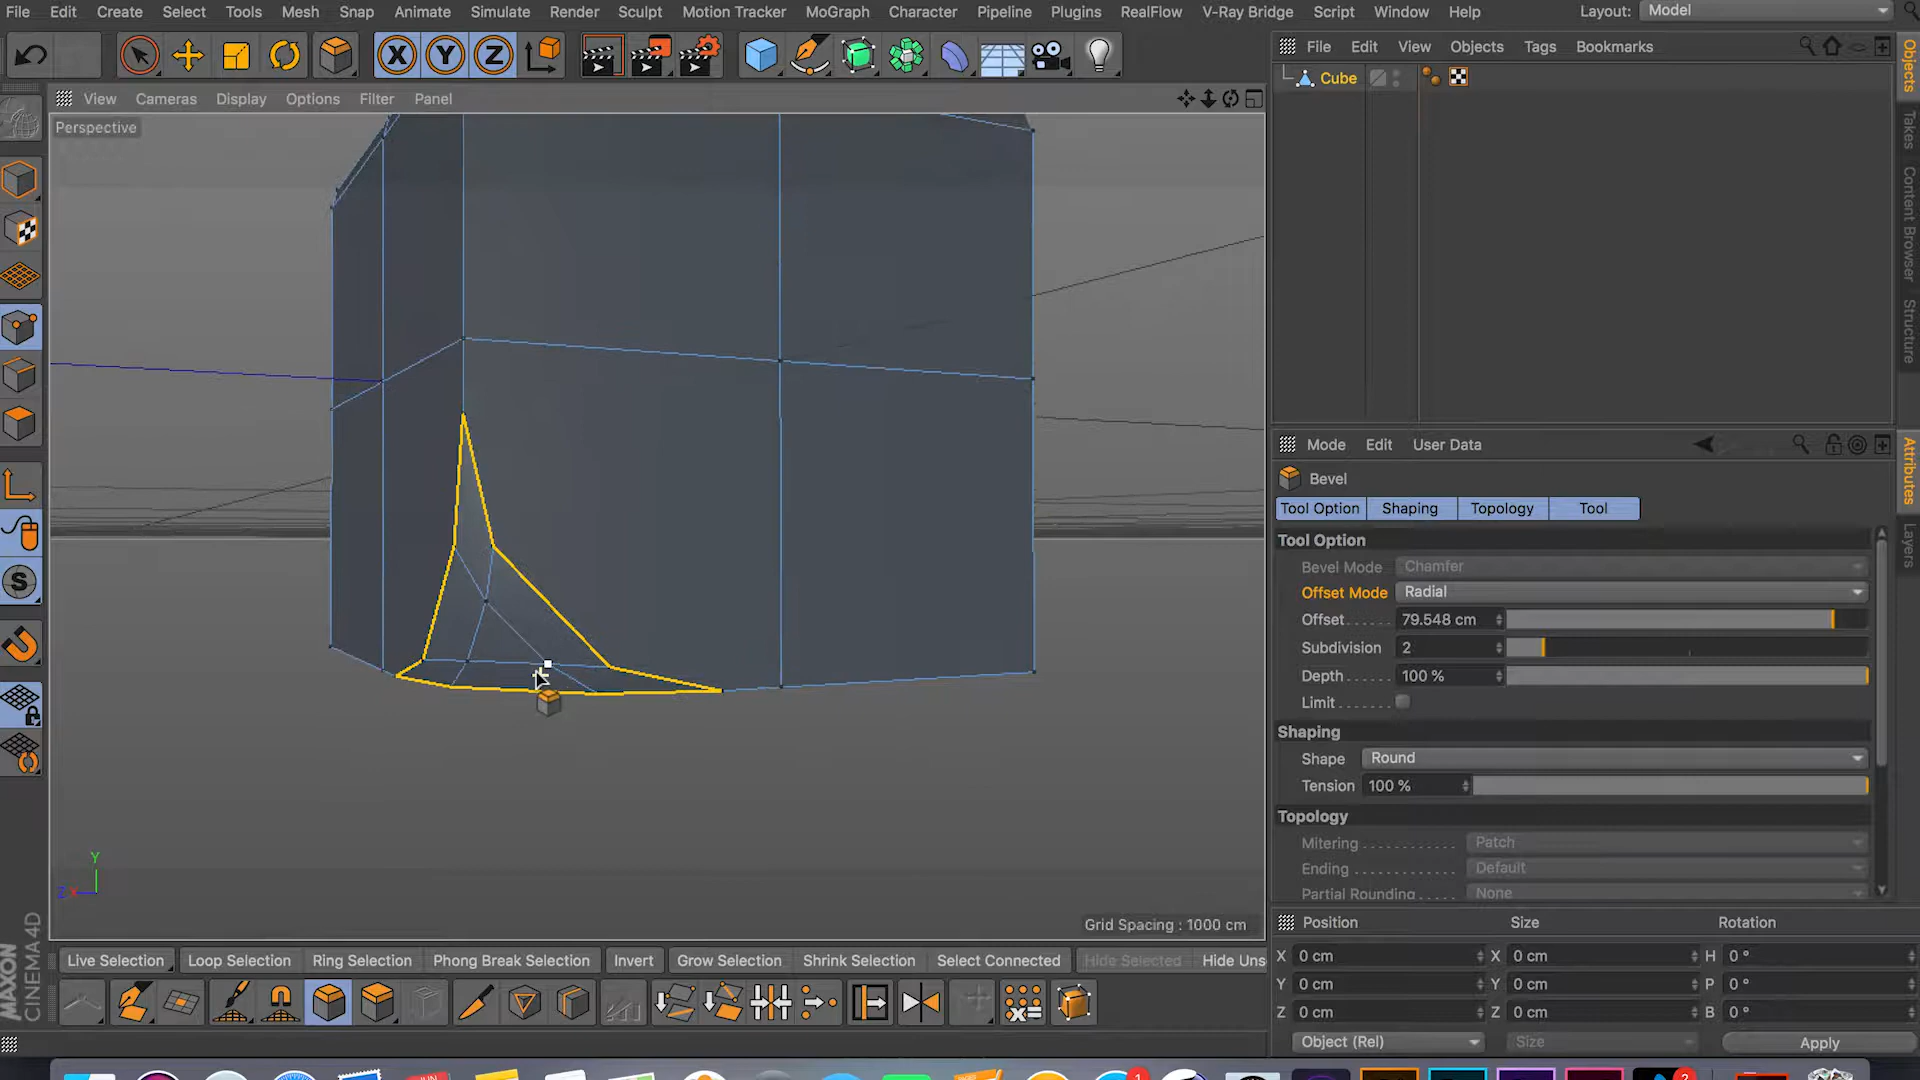 File Edit Create Select Tools Mesh Snap Animate Simulate Render Sculpt Motion Tracker MoGraph Character Pipeline Plugins RealFlow V-Ray Bridge Script Window Help Layout: Model
X Y Z
File Edit View Objects Tags Bookmarks
Cube
View Cameras Display Options Filter Panel
Perspective
Objects
Takes
Content Browser
Structure
Mode Edit User Data
Bevel
Tool Option Shaping Topology Tool
Tool Option
Bevel Mode Chamfer
Offset Mode Radial
Offset..... 79.548 cm
Subdivision 2
Depth...... 100 %
Limit.......
Shaping
Shape Round
Tension 100 %
Topology
Mitering........... Patch
Ending............. Default
Partial Rounding... None
Attributes
Layers
S
Y
Z X
Grid Spacing : 1000 cm
MAXON
CINEMA4D
Live Selection Loop Selection Ring Selection Phong Break Selection Invert Grow Selection Shrink Selection Select Connected Hide Selected Hide Uns
Position Size Rotation
X 0 cm X 0 cm H 0 °
Y 0 cm Y 0 cm P 0 °
Z 0 cm Z 0 cm B 0 °
Object (Rel) Size Apply
1
2